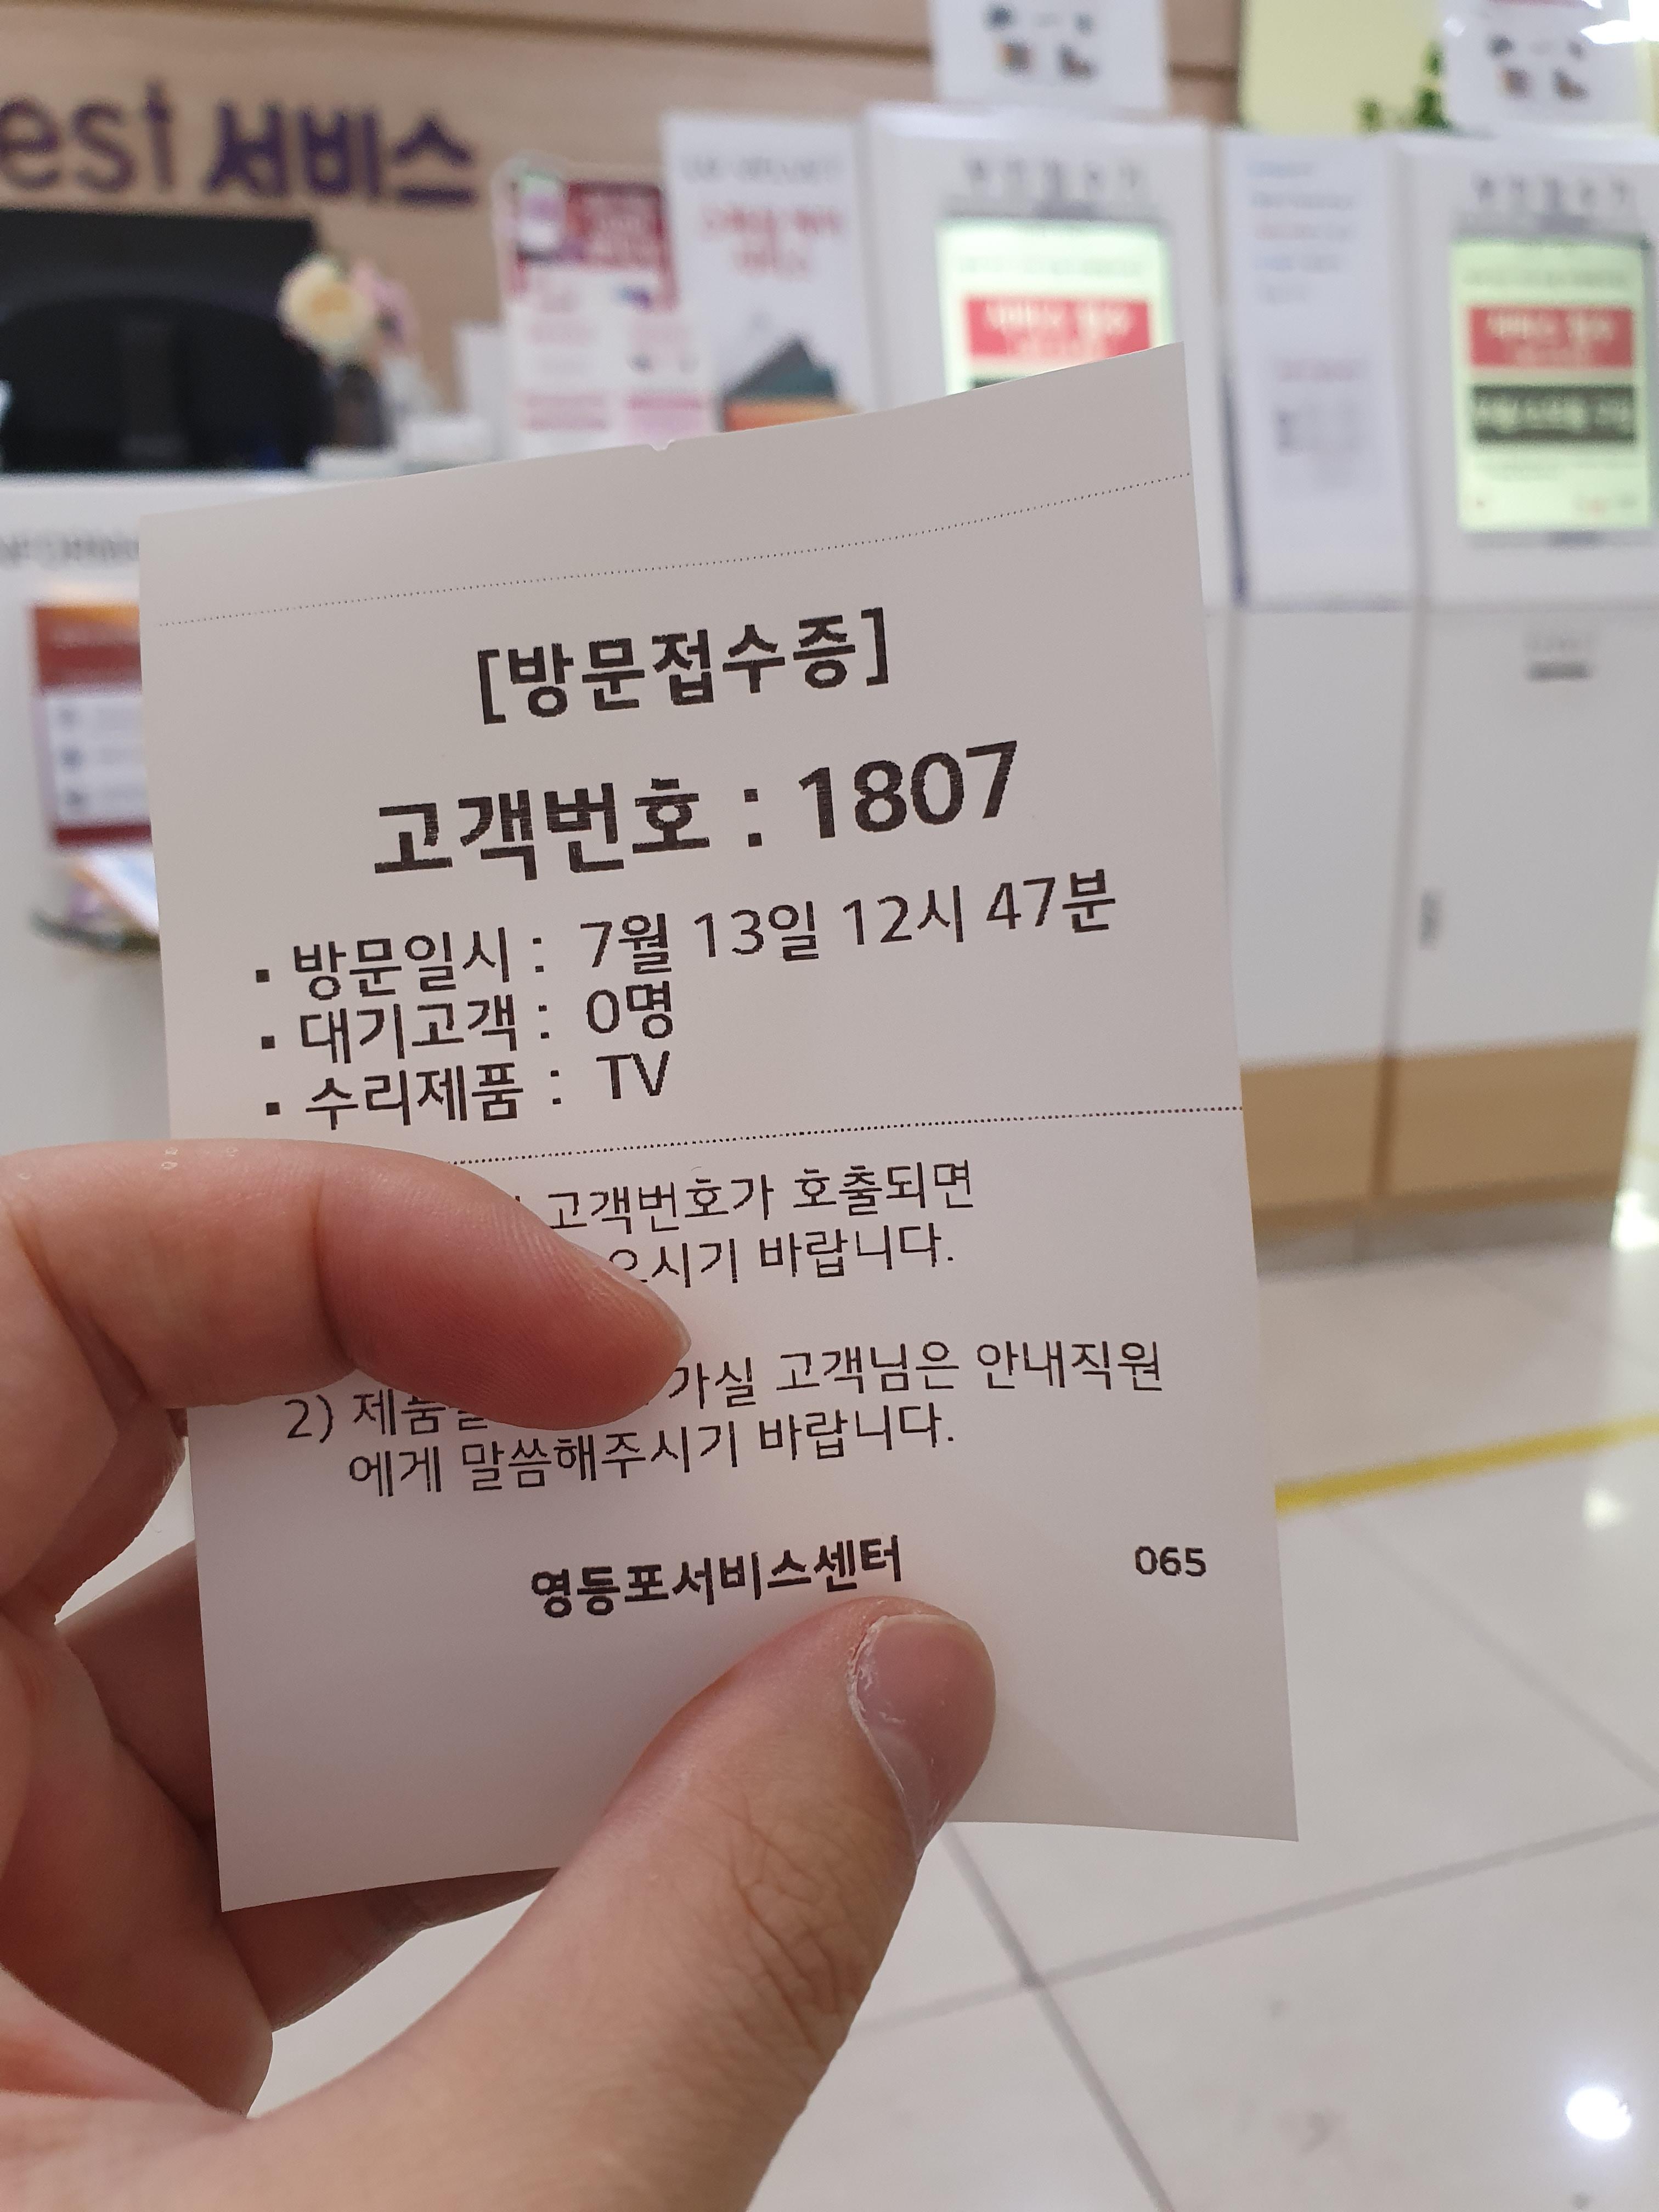 est 서비스
[방문접수증]
고객번호 : 1807
▪ 방문일시 : 7월 13일 12시 47분
▪ 대기고객 : 0명
▪ 수리제품 : TV
고객번호가 호출되면
오시기 바랍니다.
2) 제품을 가실 고객님은 안내직원
에게 말씀해주시기 바랍니다.
영등포서비스센터 065